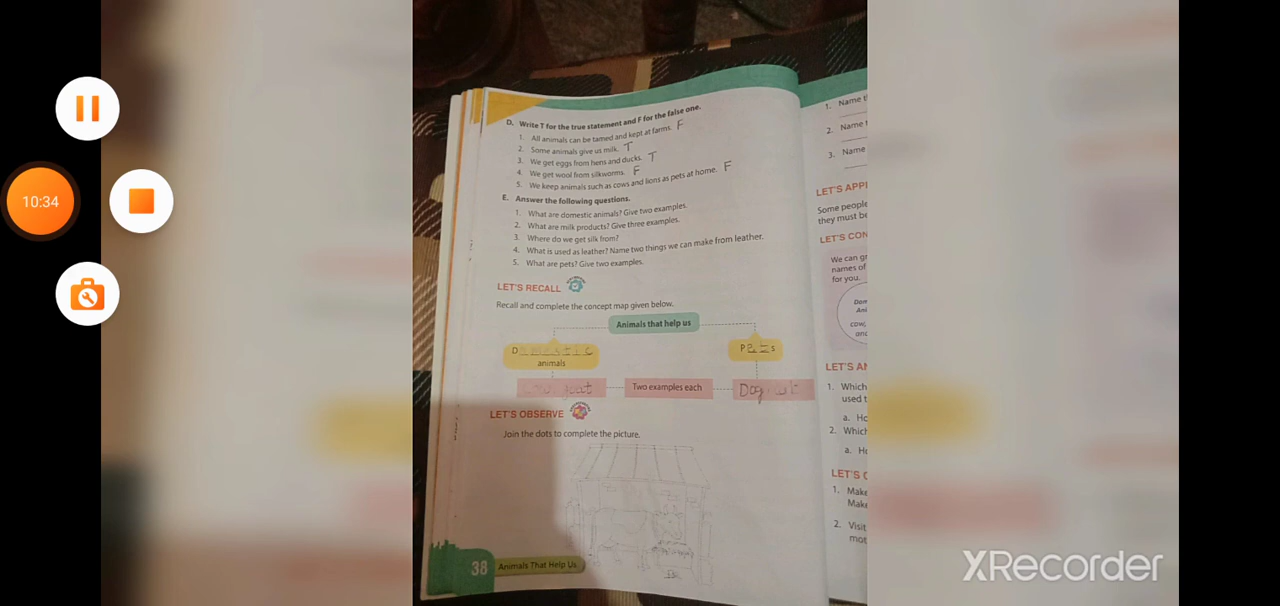 10:34
D. Write T for the true statement and F for the false one.
1. All animals can be tamed and kept at farms. F
2. Some animals give us milk. T
3. We get eggs from hens and ducks. T
4. We get wool from silkworms. F
5. We keep animals such as cows and lions as pets at home. F
E. Answer the following questions.
1. What are domestic animals? Give two examples.
2. What are milk products? Give three examples.
3. Where do we get silk from?
4. What is used as leather? Name two things we can make from leather.
5. What are pets? Give two examples.
LET'S RECALL
Recall and complete the concept map given below.
Animals that help us
Domestic
animals
Pets
goat
Two examples each
Dog, cat
LET'S OBSERVE
Join the dots to complete the picture.
38 Animals That Help Us
1. Name
2. Name
3. Name
LET'S
Some people
they must be
LET'S
We can
names of
for you.
cow,
LET'S
1. Which
used
a.
2. Which
a.
LET'S
1. Make
Make
2. Visit
XRecorder